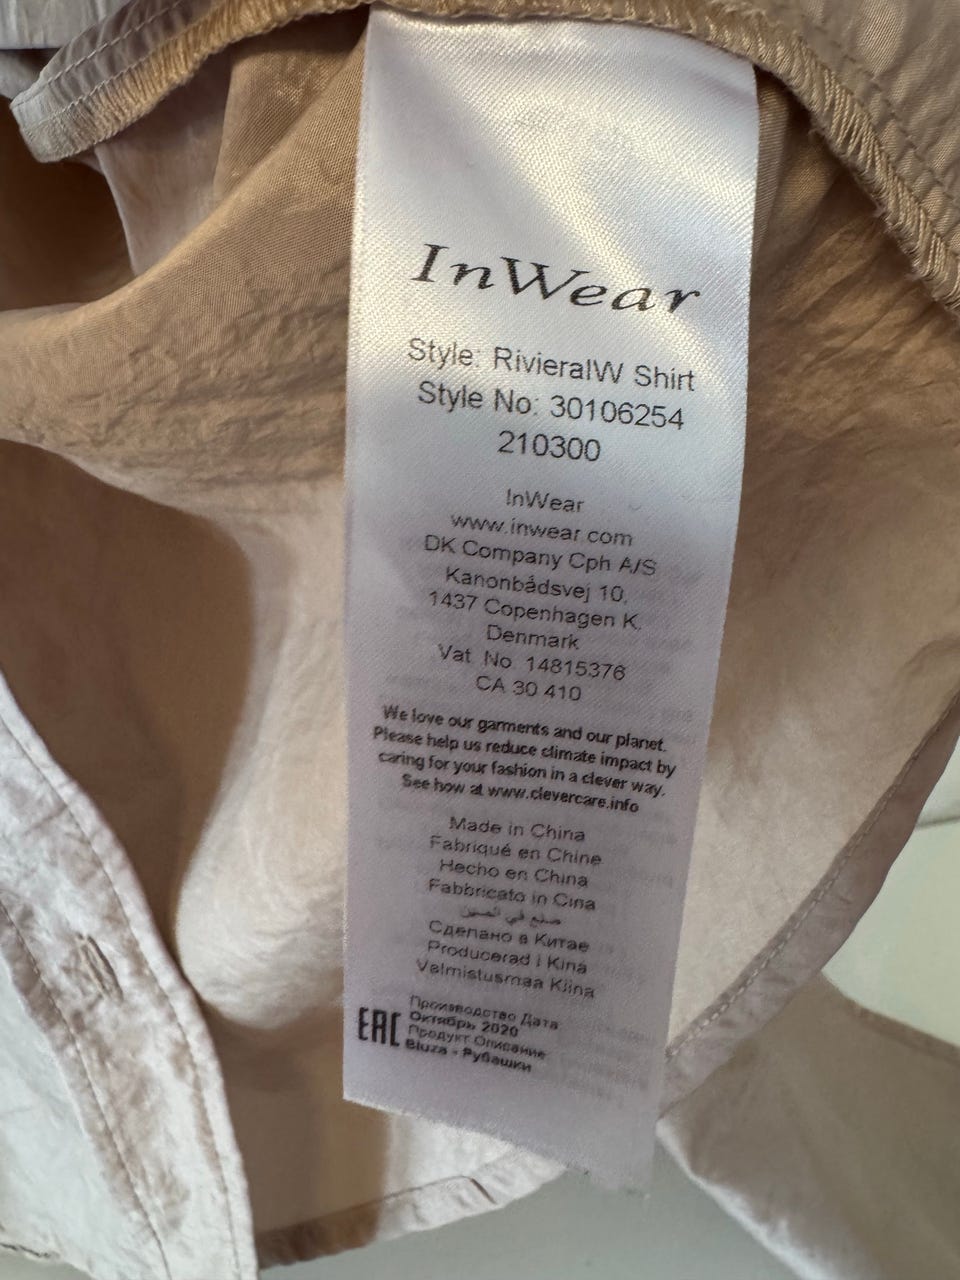 InWear
Style: RivieraIW Shirt
Style No: 30106254
210300
InWear
www.inwear.com
DK Company Cph A/S
Kanonbådsvej 10,
1437 Copenhagen K,
Denmark
Vat. No. 14815376
CA 30 410
We love our garments and our planet.
Please help us reduce climate impact by
caring for your fashion in a clever way.
See how at www.clevercare.info
Made in China
Fabriqué en Chine
Hecho en China
Fabbricato in Cina
صنع في الصين
Сделано в Китае
Producerad i Kina
Valmistusmaa Kiina
EAC
Производство Дата
Октябрь 2020
Продукт Описание
Bluza - Рубашки